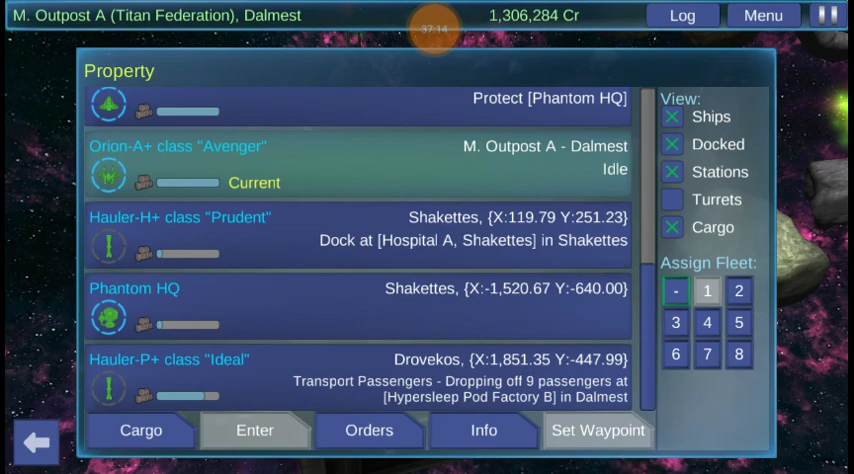 M. Outpost A (Titan Federation), Dalmest 1,306,284 Cr Log Menu
37:14
Property
Protect [Phantom HQ]
Orion-A+ class "Avenger" M. Outpost A - Dalmest
Idle
Current
Hauler-H+ class "Prudent" Shakettes, {X:119.79 Y:251.23}
Dock at [Hospital A, Shakettes] in Shakettes
Phantom HQ Shakettes, {X:-1,520.67 Y:-640.00}
Hauler-P+ class "Ideal" Drovekos, {X:1,851.35 Y:-447.99}
Transport Passengers - Dropping off 9 passengers at
[Hypersleep Pod Factory B] in Dalmest
Cargo Enter Orders Info Set Waypoint
View:
Ships
Docked
Stations
Turrets
Cargo
Assign Fleet:
- 1 2
3 4 5
6 7 8